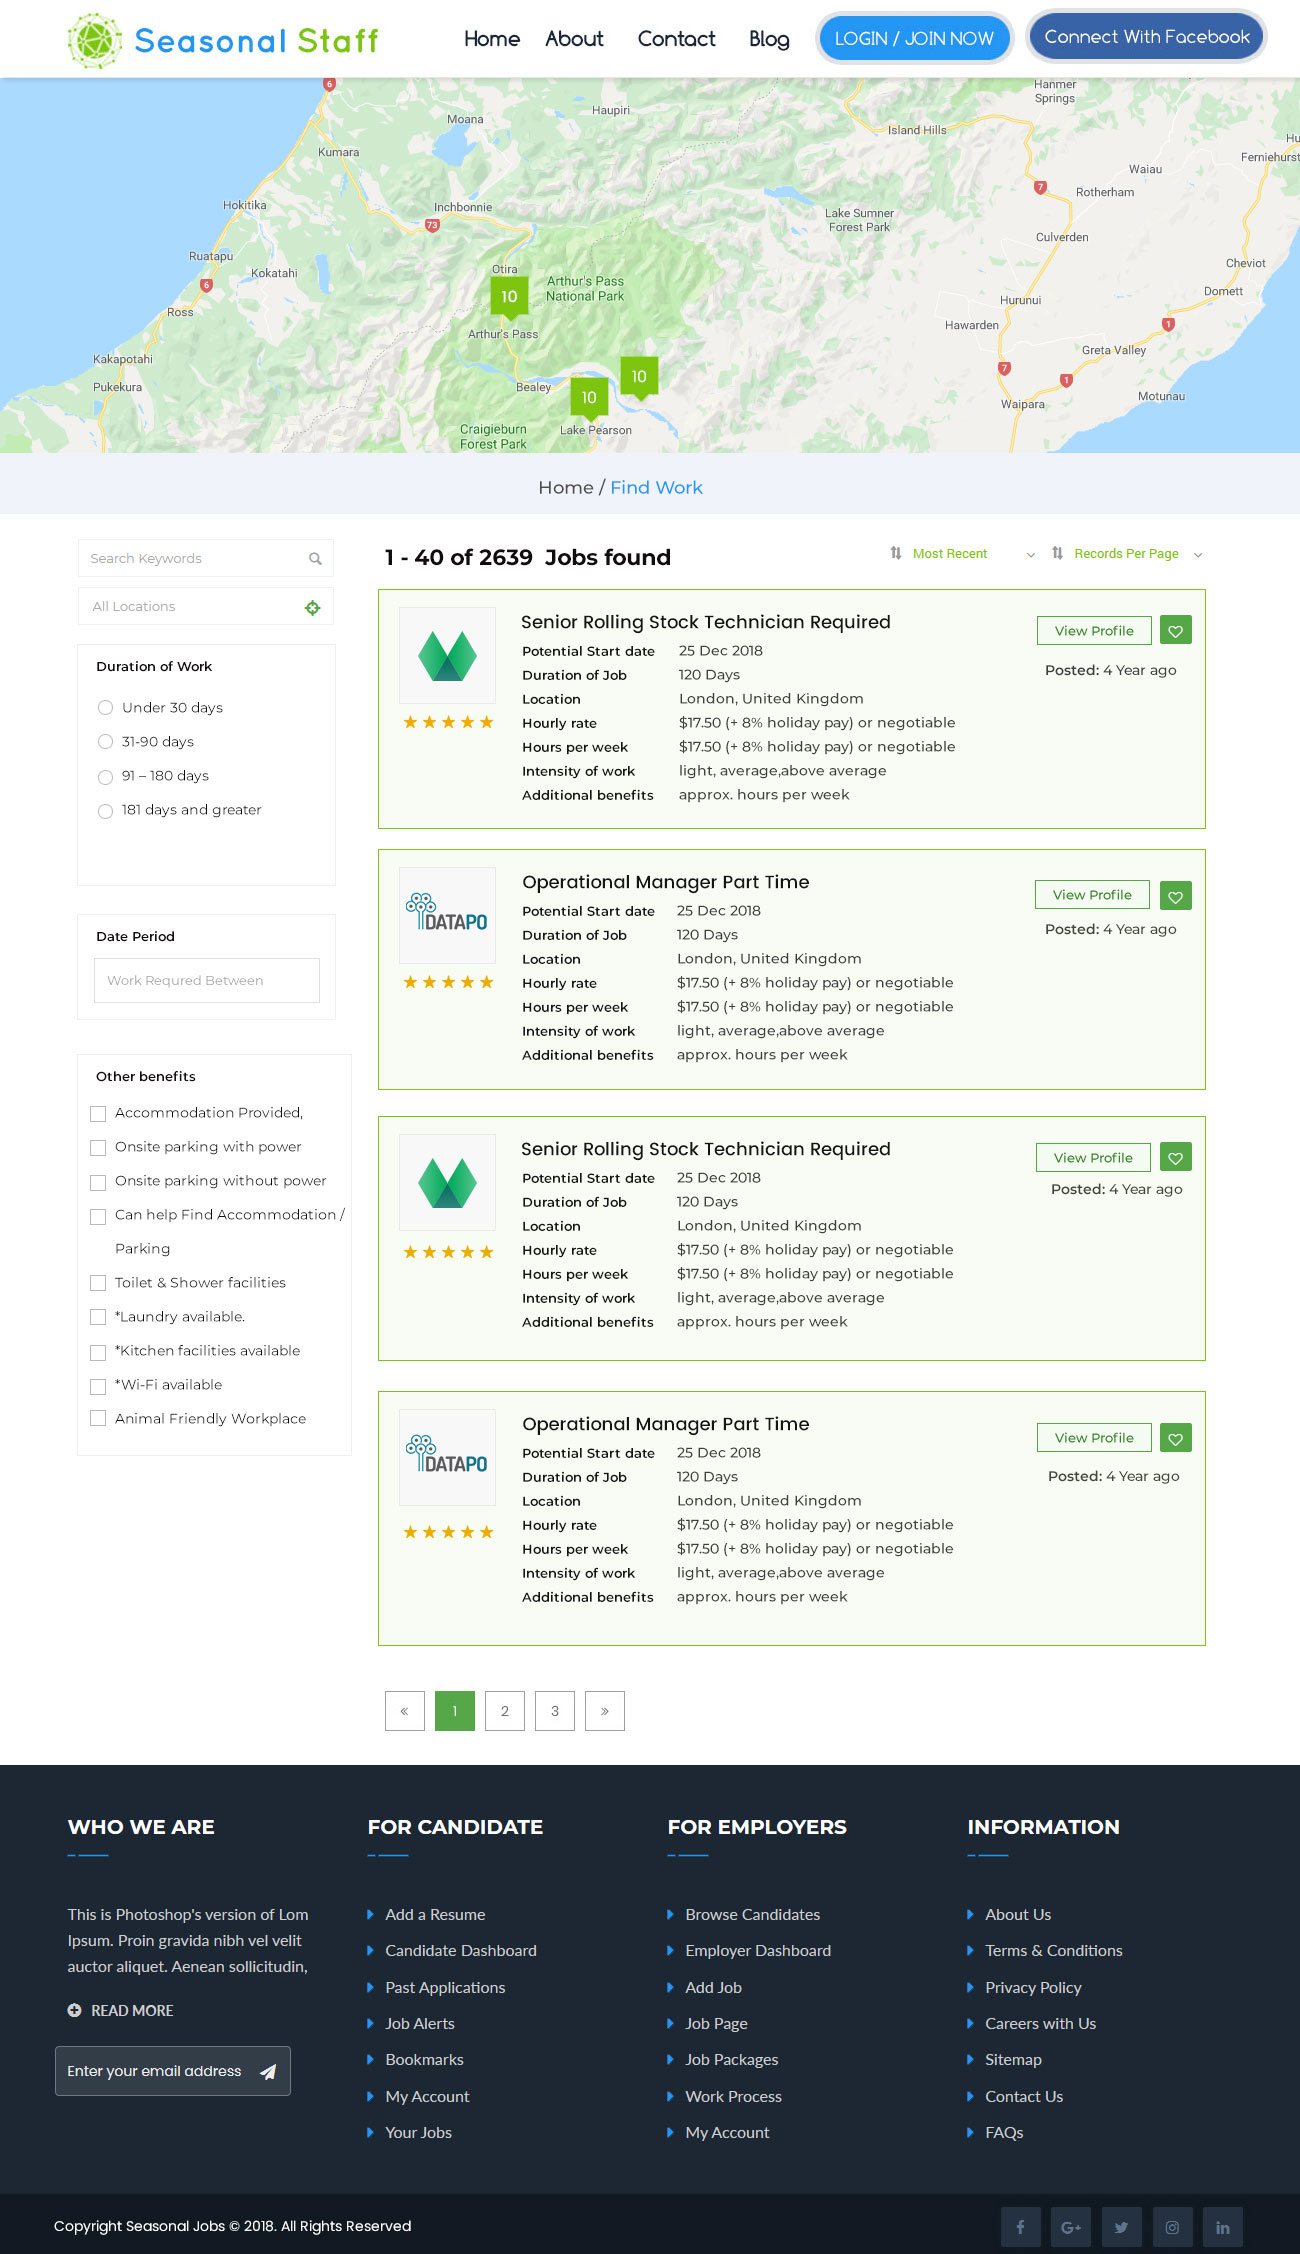 Seasonal Staff
Home About Contact Blog LOGIN / JOIN NOW Connect With Facebook
Hanmer
Springs
Haupiri
Moana
Island Hills
Kumara
Ferniehurst
Waiau
Rotherham
Hokitika
Inchbonnie
Lake Sumner
Forest Park
73
7
6
Culverden
Ruatapu
Kokatahi
Otira
Cheviot
Arthur's Pass
National Park
6
Domett
10
Hurunui
Ross
Hawarden
1
Arthur's Pass
Greta Valley
Kakapotahi
7
10
1
Pukekura
Bealey
10
Motunau
Waipara
Craigieburn
Forest Park
Lake Pearson
Home / Find Work
Search Keywords
All Locations
Duration of Work
Under 30 days
31-90 days
91 – 180 days
181 days and greater
Date Period
Work Requred Between
Other benefits
Accommodation Provided,
Onsite parking with power
Onsite parking without power
Can help Find Accommodation /
Parking
Toilet & Shower facilities
*Laundry available.
*Kitchen facilities available
*Wi-Fi available
Animal Friendly Workplace
1 - 40 of 2639 Jobs found
Most Recent
Records Per Page
Senior Rolling Stock Technician Required
View Profile
Posted: 4 Year ago
Potential Start date 25 Dec 2018
Duration of Job 120 Days
Location London, United Kingdom
Hourly rate $17.50 (+ 8% holiday pay) or negotiable
Hours per week $17.50 (+ 8% holiday pay) or negotiable
Intensity of work light, average,above average
Additional benefits approx. hours per week
DATAPO
Operational Manager Part Time
View Profile
Posted: 4 Year ago
Potential Start date 25 Dec 2018
Duration of Job 120 Days
Location London, United Kingdom
Hourly rate $17.50 (+ 8% holiday pay) or negotiable
Hours per week $17.50 (+ 8% holiday pay) or negotiable
Intensity of work light, average,above average
Additional benefits approx. hours per week
Senior Rolling Stock Technician Required
View Profile
Posted: 4 Year ago
Potential Start date 25 Dec 2018
Duration of Job 120 Days
Location London, United Kingdom
Hourly rate $17.50 (+ 8% holiday pay) or negotiable
Hours per week $17.50 (+ 8% holiday pay) or negotiable
Intensity of work light, average,above average
Additional benefits approx. hours per week
DATAPO
Operational Manager Part Time
View Profile
Posted: 4 Year ago
Potential Start date 25 Dec 2018
Duration of Job 120 Days
Location London, United Kingdom
Hourly rate $17.50 (+ 8% holiday pay) or negotiable
Hours per week $17.50 (+ 8% holiday pay) or negotiable
Intensity of work light, average,above average
Additional benefits approx. hours per week
« 1 2 3 »
WHO WE ARE
This is Photoshop's version of Lom
Ipsum. Proin gravida nibh vel velit
auctor aliquet. Aenean sollicitudin,
READ MORE
Enter your email address
FOR CANDIDATE
Add a Resume
Candidate Dashboard
Past Applications
Job Alerts
Bookmarks
My Account
Your Jobs
FOR EMPLOYERS
Browse Candidates
Employer Dashboard
Add Job
Job Page
Job Packages
Work Process
My Account
INFORMATION
About Us
Terms & Conditions
Privacy Policy
Careers with Us
Sitemap
Contact Us
FAQs
Copyright Seasonal Jobs © 2018. All Rights Reserved